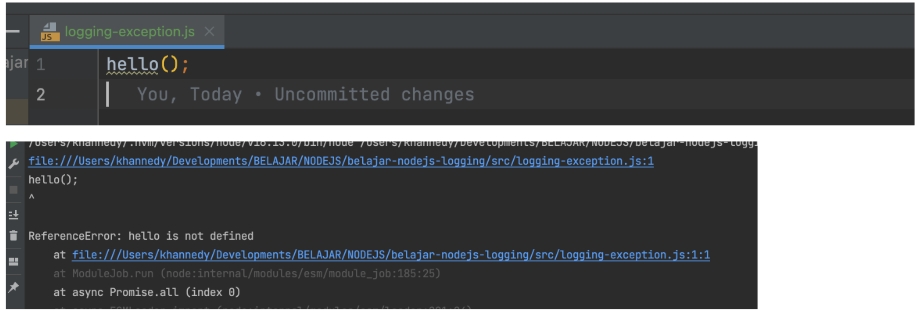 logging-exception.js
ajar 1 hello();
2 You, Today • Uncommitted changes
/Users/khannedy/.nvm/versions/node/v18.13.0/bin/node /Users/khannedy/Developments/BELAJAR/NODEJS/belajar-nodejs-loggi
file:///Users/khannedy/Developments/BELAJAR/NODEJS/belajar-nodejs-logging/src/logging-exception.js:1
hello();
^
ReferenceError: hello is not defined
at file:///Users/khannedy/Developments/BELAJAR/NODEJS/belajar-nodejs-logging/src/logging-exception.js:1:1
at ModuleJob.run (node:internal/modules/esm/module_job:185:25)
at async Promise.all (index 0)